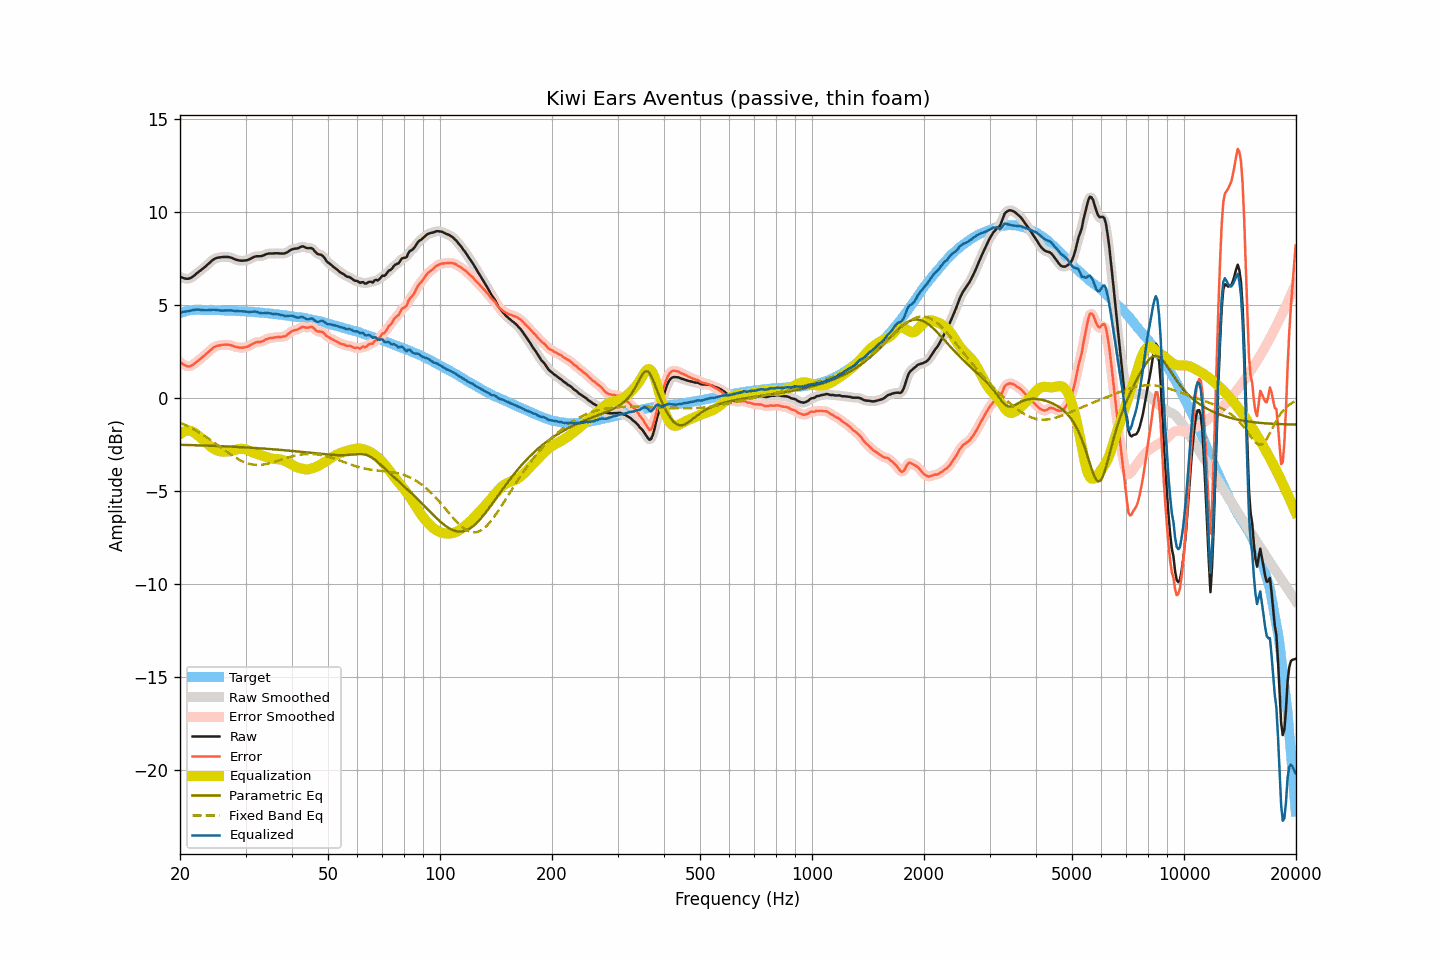 Kiwi Ears Aventus (passive, thin foam)
15
10
5
0
−5
−10
−15
−20
Amplitude (dBr)
Target
Raw Smoothed
Error Smoothed
Raw
Error
Equalization
Parametric Eq
Fixed Band Eq
Equalized
20 50 100 200 500 1000 2000 5000 10000 20000
Frequency (Hz)